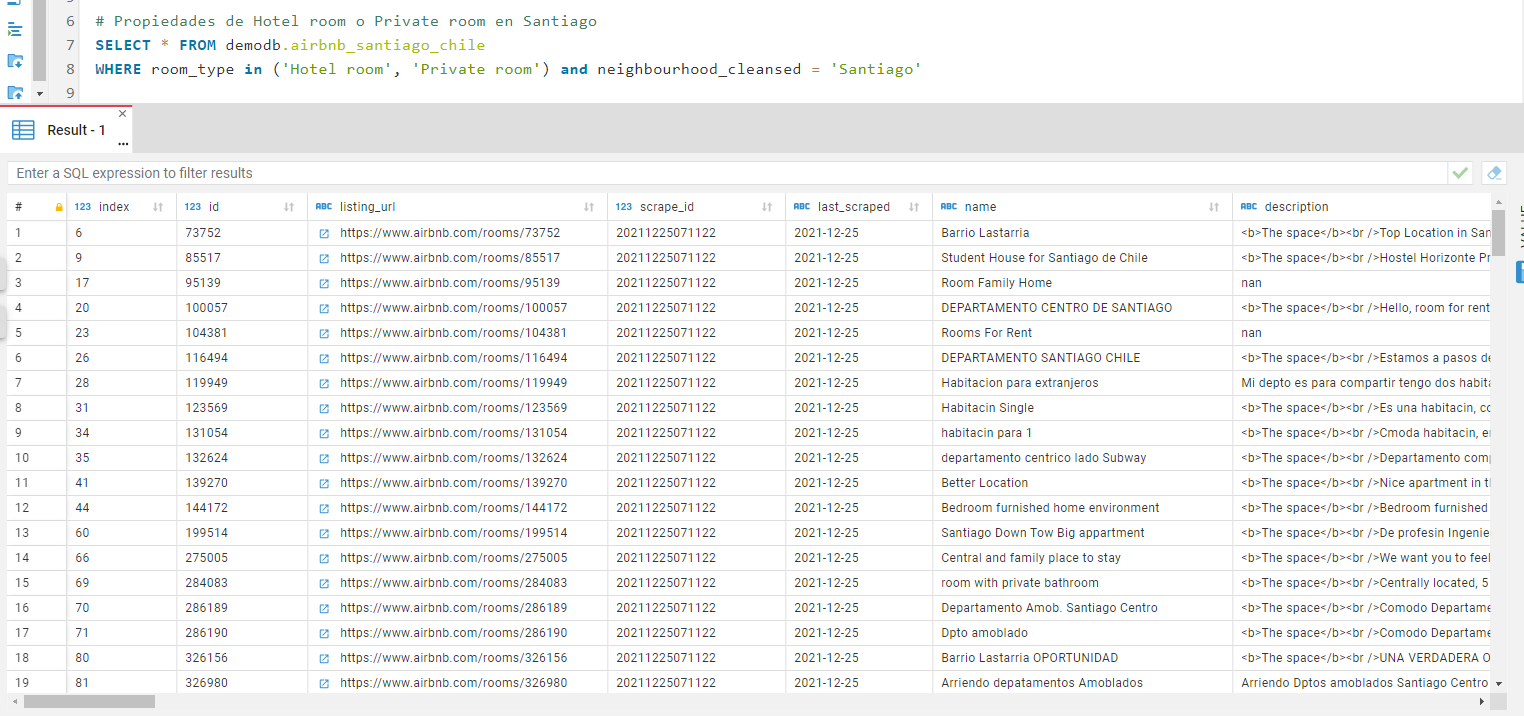 6 # Propiedades de Hotel room o Private room en Santiago
7 SELECT * FROM demodb.airbnb_santiago_chile
8 WHERE room_type in ('Hotel room', 'Private room') and neighbourhood_cleansed = 'Santiago'
9
Result - 1
Enter a SQL expression to filter results
# 123 index 123 id ABC listing_url 123 scrape_id ABC last_scraped ABC name ABC description
1 6 73752 https://www.airbnb.com/rooms/73752 20211225071122 2021-12-25 Barrio Lastarria <b>The space</b><br />Top Location in San
2 9 85517 https://www.airbnb.com/rooms/85517 20211225071122 2021-12-25 Student House for Santiago de Chile <b>The space</b><br />Hostel Horizonte Pr
3 17 95139 https://www.airbnb.com/rooms/95139 20211225071122 2021-12-25 Room Family Home nan
4 20 100057 https://www.airbnb.com/rooms/100057 20211225071122 2021-12-25 DEPARTAMENTO CENTRO DE SANTIAGO <b>The space</b><br />Hello, room for rent
5 23 104381 https://www.airbnb.com/rooms/104381 20211225071122 2021-12-25 Rooms For Rent nan
6 26 116494 https://www.airbnb.com/rooms/116494 20211225071122 2021-12-25 DEPARTAMENTO SANTIAGO CHILE <b>The space</b><br />Estamos a pasos de
7 28 119949 https://www.airbnb.com/rooms/119949 20211225071122 2021-12-25 Habitacion para extranjeros Mi depto es para compartir tengo dos habita
8 31 123569 https://www.airbnb.com/rooms/123569 20211225071122 2021-12-25 Habitacin Single <b>The space</b><br />Es una habitacin, co
9 34 131054 https://www.airbnb.com/rooms/131054 20211225071122 2021-12-25 habitacin para 1 <b>The space</b><br />Cmoda habitacin, e
10 35 132624 https://www.airbnb.com/rooms/132624 20211225071122 2021-12-25 departamento centrico lado Subway <b>The space</b><br />Departamento comp
11 41 139270 https://www.airbnb.com/rooms/139270 20211225071122 2021-12-25 Better Location <b>The space</b><br />Nice apartment in t
12 44 144172 https://www.airbnb.com/rooms/144172 20211225071122 2021-12-25 Bedroom furnished home environment <b>The space</b><br />Bedroom furnished
13 60 199514 https://www.airbnb.com/rooms/199514 20211225071122 2021-12-25 Santiago Down Tow Big appartment <b>The space</b><br />De profesin Ingenie
14 66 275005 https://www.airbnb.com/rooms/275005 20211225071122 2021-12-25 Central and family place to stay <b>The space</b><br />We want you to feel
15 69 284083 https://www.airbnb.com/rooms/284083 20211225071122 2021-12-25 room with private bathroom <b>The space</b><br />Centrally located, 5
16 70 286189 https://www.airbnb.com/rooms/286189 20211225071122 2021-12-25 Departamento Amob. Santiago Centro <b>The space</b><br />Comodo Departame
17 71 286190 https://www.airbnb.com/rooms/286190 20211225071122 2021-12-25 Dpto amoblado <b>The space</b><br />Comodo Departame
18 80 326156 https://www.airbnb.com/rooms/326156 20211225071122 2021-12-25 Barrio Lastarria OPORTUNIDAD <b>The space</b><br />UNA VERDADERA O
19 81 326980 https://www.airbnb.com/rooms/326980 20211225071122 2021-12-25 Arriendo depatamentos Amoblados Arriendo Dptos amoblados Santiago Centro